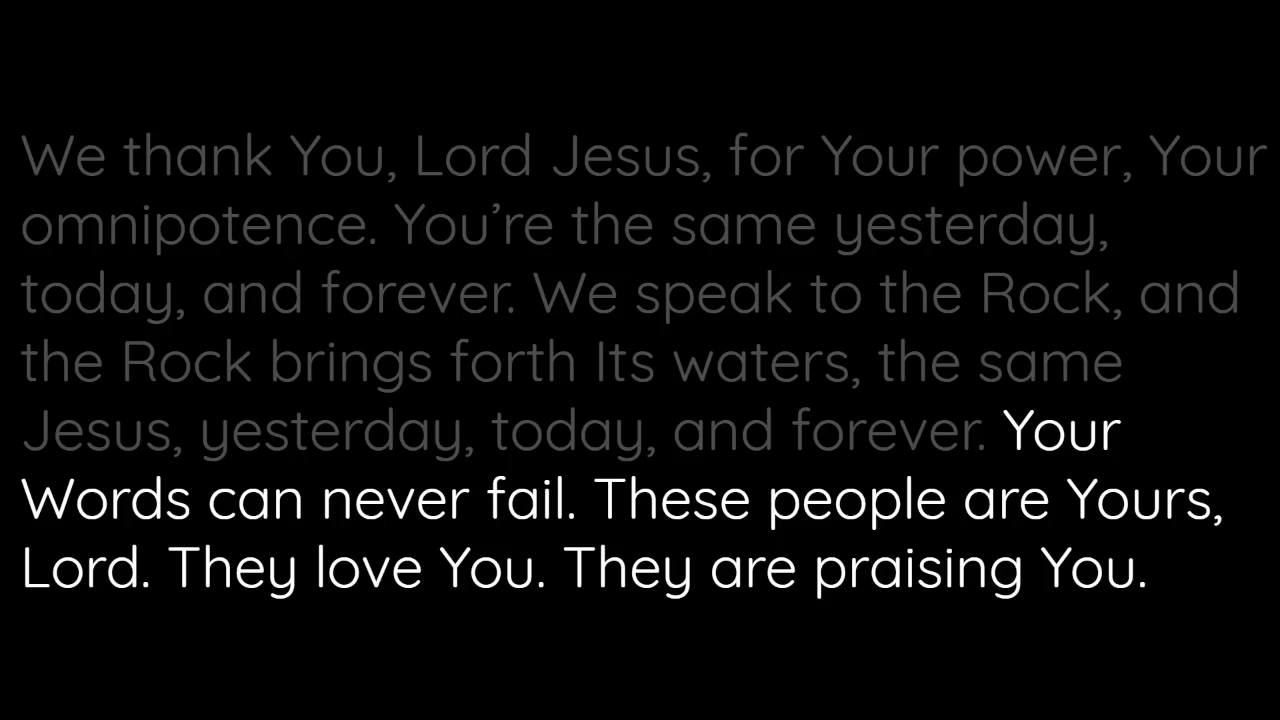 We thank You, Lord Jesus, for Your power, Your
omnipotence. You’re the same yesterday,
today, and forever. We speak to the Rock, and
the Rock brings forth Its waters, the same
Jesus, yesterday, today, and forever. Your
Words can never fail. These people are Yours,
Lord. They love You. They are praising You.